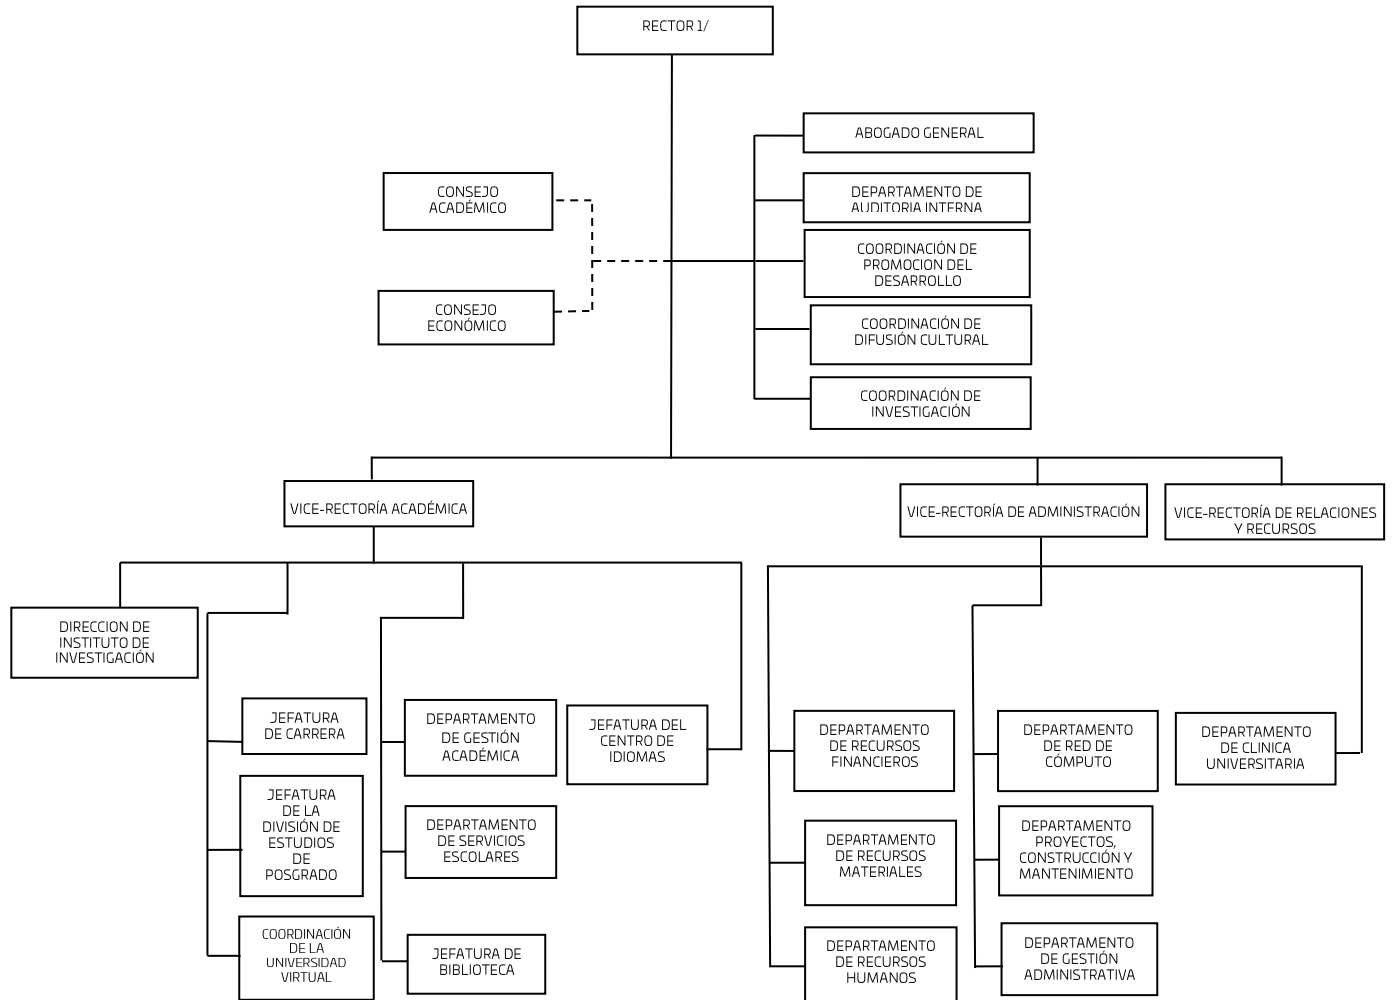 RECTOR 1/
ABOGADO GENERAL
CONSEJO
ACADÉMICO
DEPARTAMENTO DE
AUDITORIA INTERNA
COORDINACIÓN DE
PROMOCION DEL
DESARROLLO
CONSEJO
ECONÓMICO
COORDINACIÓN DE
DIFUSIÓN CULTURAL
COORDINACIÓN DE
INVESTIGACIÓN
VICE-RECTORÍA ACADÉMICA
VICE-RECTORÍA DE ADMINISTRACIÓN
VICE-RECTORÍA DE RELACIONES
Y RECURSOS
DIRECCION DE
INSTITUTO DE
INVESTIGACIÓN
JEFATURA
DE CARRERA
JEFATURA
DE LA
DIVISIÓN DE
ESTUDIOS
DE
POSGRADO
COORDINACIÓN
DE LA
UNIVERSIDAD
VIRTUAL
DEPARTAMENTO
DE GESTIÓN
ACADÉMICA
DEPARTAMENTO
DE SERVICIOS
ESCOLARES
JEFATURA DE
BIBLIOTECA
JEFATURA DEL
CENTRO DE
IDIOMAS
DEPARTAMENTO
DE RECURSOS
FINANCIEROS
DEPARTAMENTO
DE RECURSOS
MATERIALES
DEPARTAMENTO
DE RECURSOS
HUMANOS
DEPARTAMENTO
DE RED DE
CÓMPUTO
DEPARTAMENTO
PROYECTOS,
CONSTRUCCIÓN Y
MANTENIMIENTO
DEPARTAMENTO
DE GESTIÓN
ADMINISTRATIVA
DEPARTAMENTO
DE CLINICA
UNIVERSITARIA